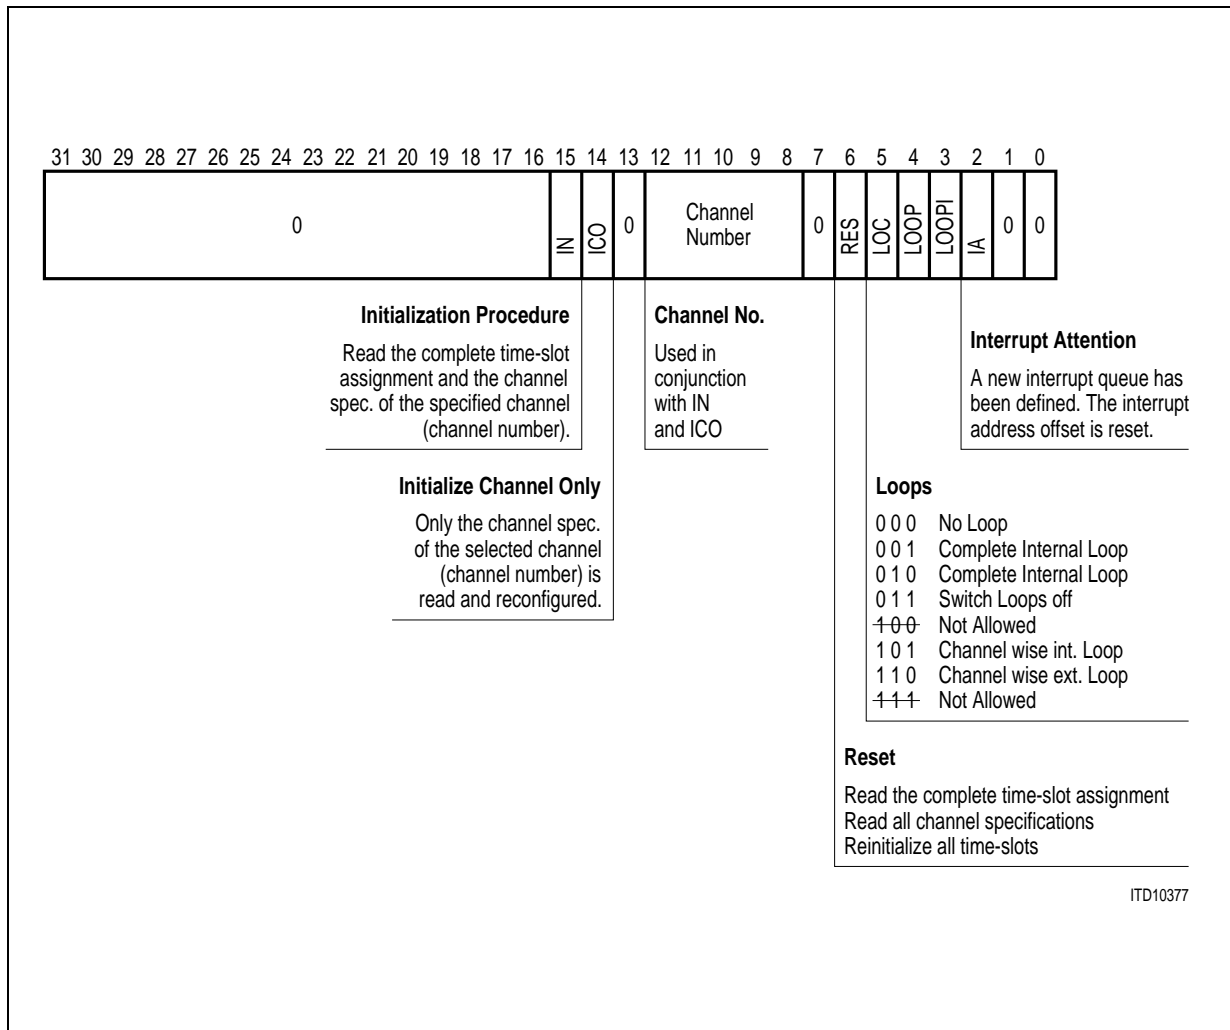 31 30 29 28 27 26 25 24 23 22 21 20 19 18 17 16 15 14 13 12 11 10 9 8 7 6 5 4 3 2 1 0
0 IN ICO 0 Channel Number 0 RES LOC LOOP LOOPI IA 0 0
Initialization Procedure
Read the complete time-slot
assignment and the channel
spec. of the specified channel
(channel number).
Channel No.
Used in
conjunction
with IN
and ICO
Interrupt Attention
A new interrupt queue has
been defined. The interrupt
address offset is reset.
Initialize Channel Only
Only the channel spec.
of the selected channel
(channel number) is
read and reconfigured.
Loops
0 0 0 No Loop
0 0 1 Complete Internal Loop
0 1 0 Complete Internal Loop
0 1 1 Switch Loops off
1 0 0 Not Allowed
1 0 1 Channel wise int. Loop
1 1 0 Channel wise ext. Loop
1 1 1 Not Allowed
Reset
Read the complete time-slot assignment
Read all channel specifications
Reinitialize all time-slots
ITD10377